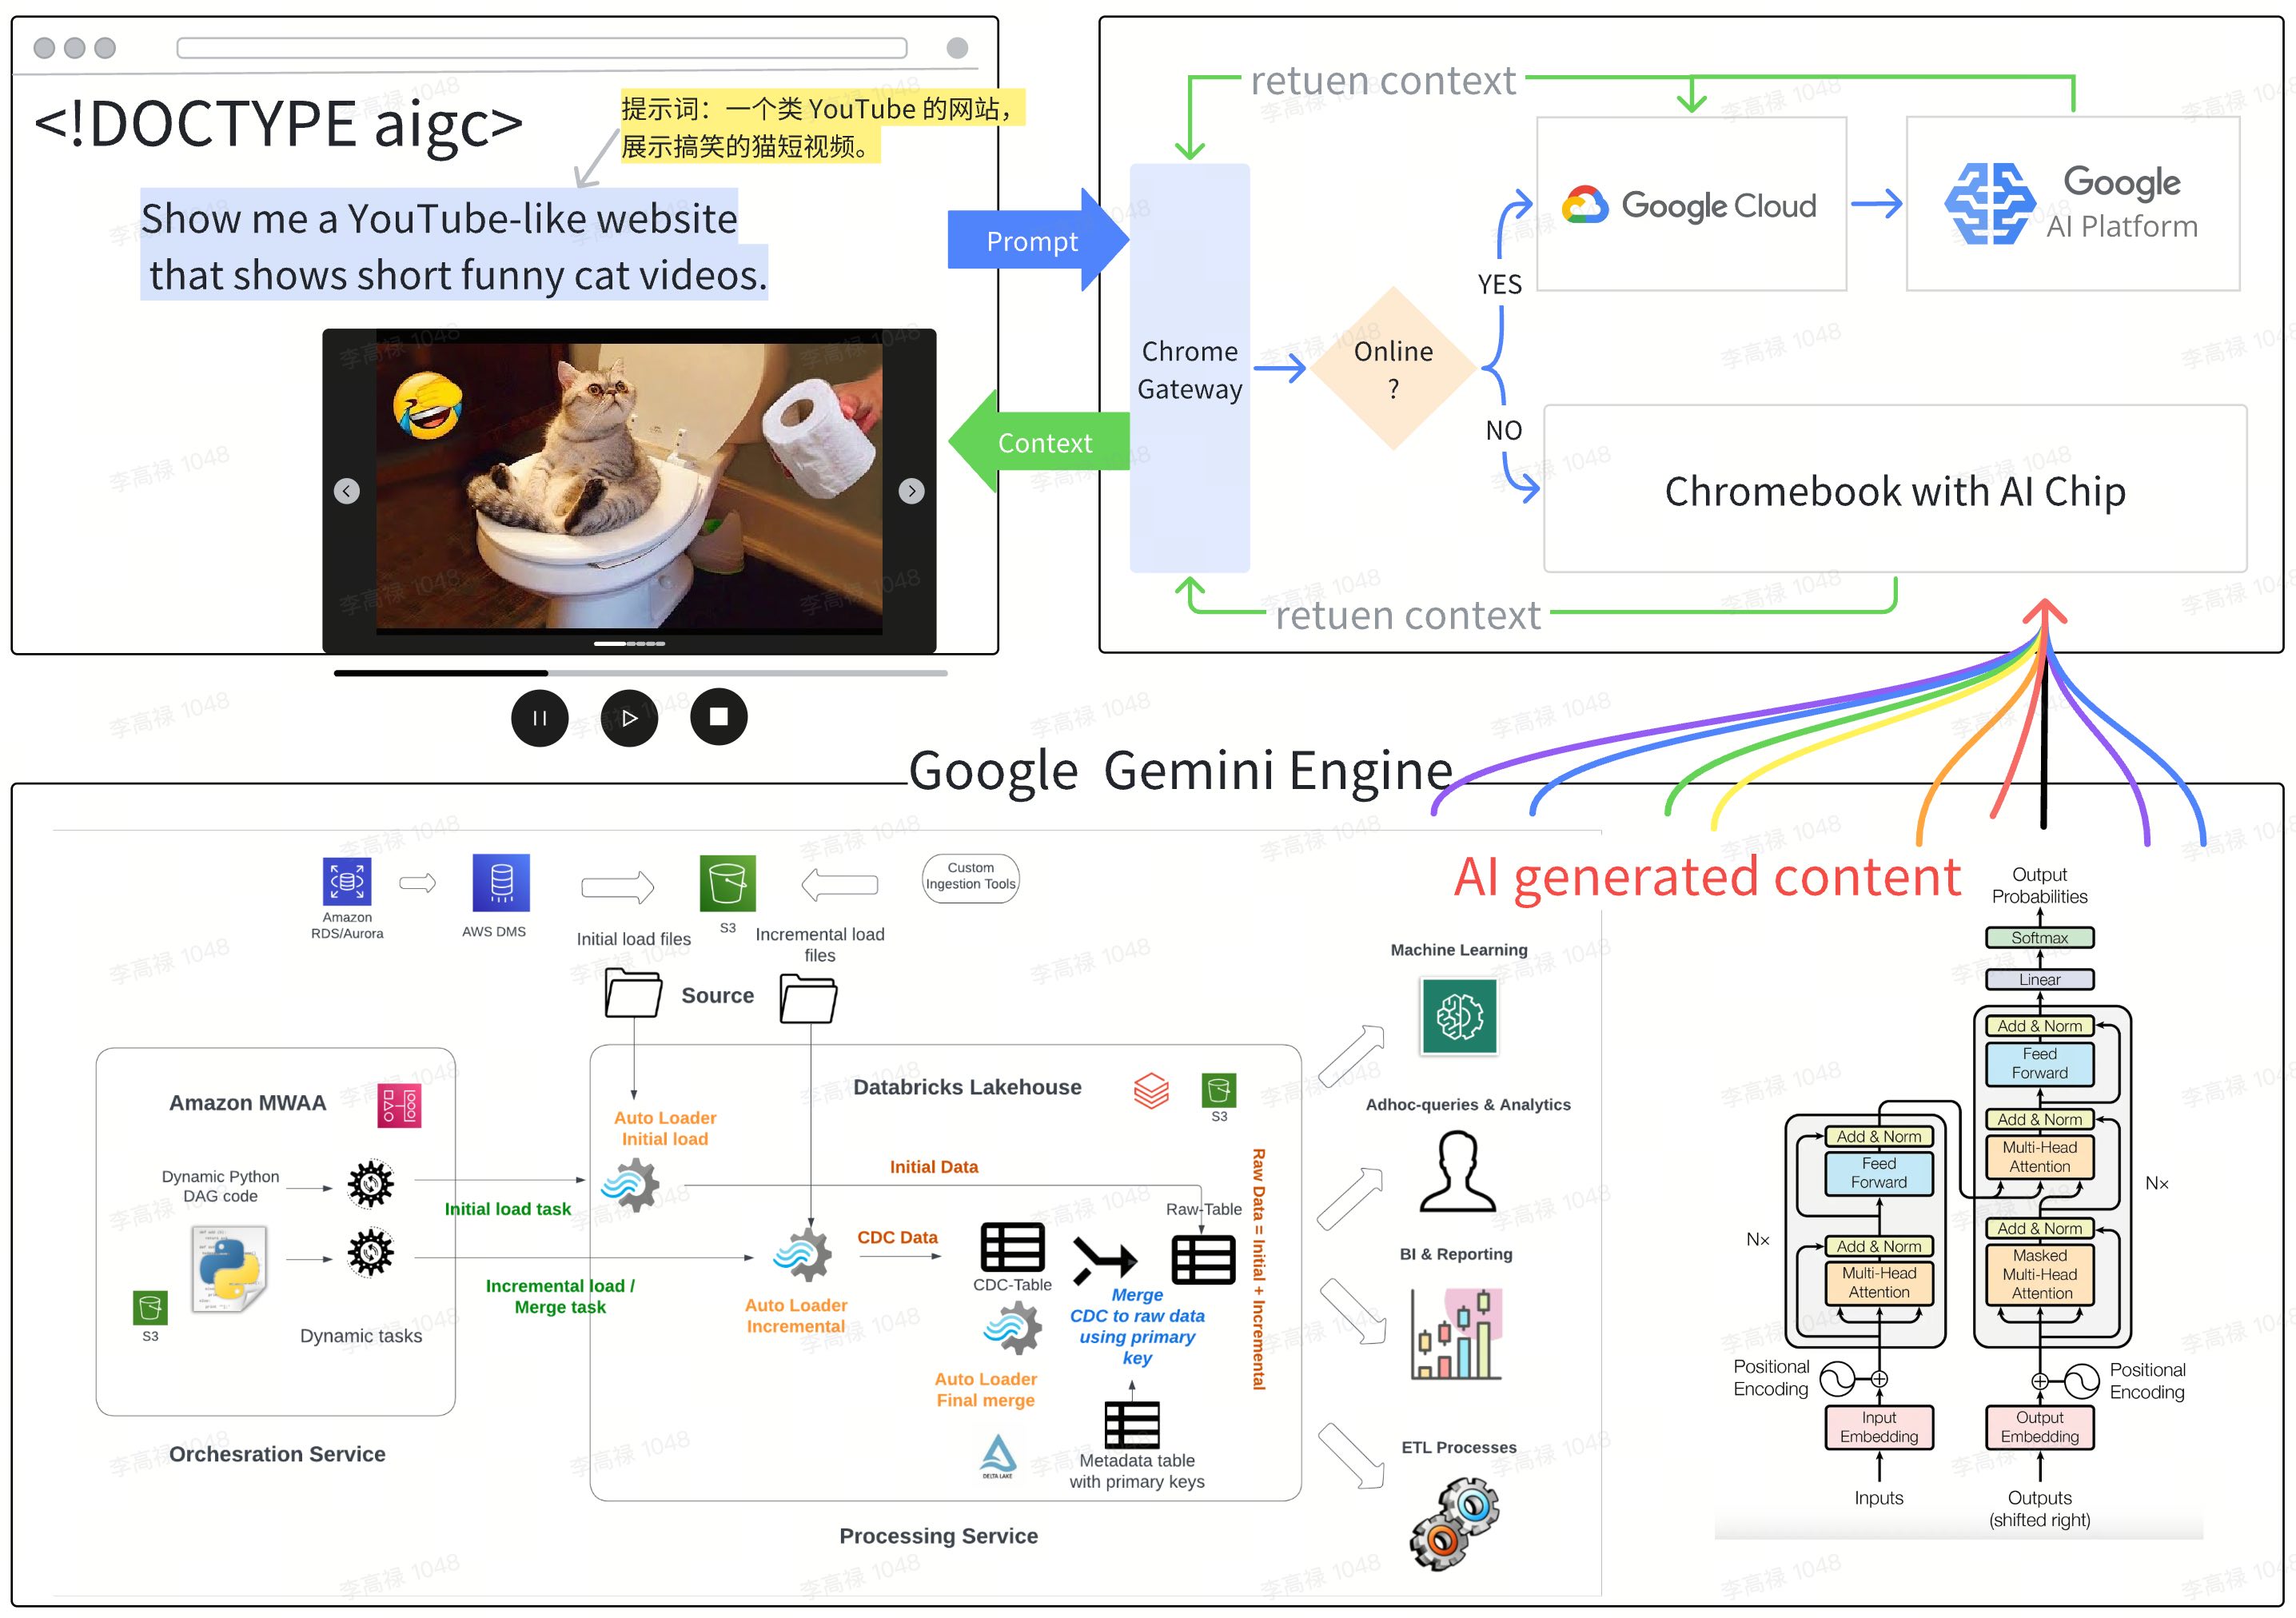 <!DOCTYPE aigc>
提示词：一个类 YouTube 的网站，
展示搞笑的猫短视频。
Show me a YouTube-like website
that shows short funny cat videos.
Prompt
Context
retuen context
Chrome
Gateway
Online
?
YES
NO
Google Cloud
Google
AI Platform
Chromebook with AI Chip
retuen context
Google Gemini Engine
AI generated content
Amazon
RDS/Aurora
AWS DMS
Initial load files
S3
Incremental load
files
Custom
Ingestion Tools
Source
Amazon MWAA
Dynamic Python
DAG code
S3
Dynamic tasks
Orchesration Service
Initial load task
Incremental load /
Merge task
Databricks Lakehouse
S3
Auto Loader
Initial load
Initial Data
Raw-Table
CDC Data
CDC-Table
Auto Loader
Incremental
Merge
CDC to raw data
using primary
key
Raw Data = Initial + Incremental
Auto Loader
Final merge
DELTA LAKE
Metadata table
with primary keys
Processing Service
Machine Learning
Adhoc-queries & Analytics
BI & Reporting
ETL Processes
Output
Probabilities
Softmax
Linear
Add & Norm
Feed
Forward
Add & Norm
Multi-Head
Attention
Add & Norm
Masked
Multi-Head
Attention
N×
Add & Norm
Feed
Forward
Add & Norm
Multi-Head
Attention
N×
Positional
Encoding
Positional
Encoding
Input
Embedding
Output
Embedding
Inputs
Outputs
(shifted right)
李高禄 1048